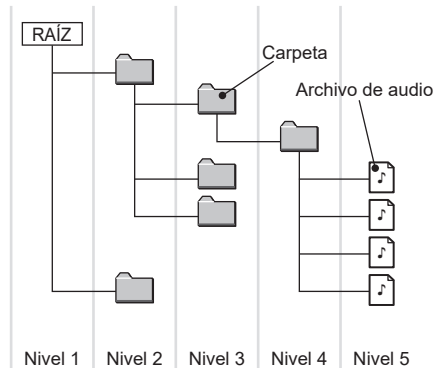 RAÍZ
Carpeta
Archivo de audio
Nivel 1
Nivel 2
Nivel 3
Nivel 4
Nivel 5